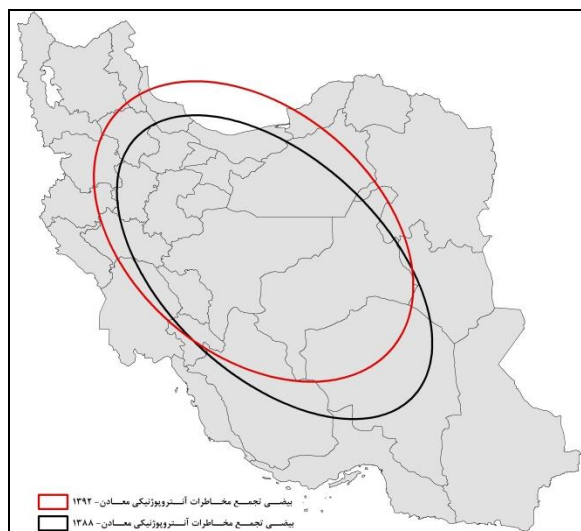 بیضی تجمع مخاطرات آنتروپوژنیکی معادن- ۱۳۹۲
بیضی تجمع مخاطرات آنتروپوژنیکی معادن- ۱۳۸۸